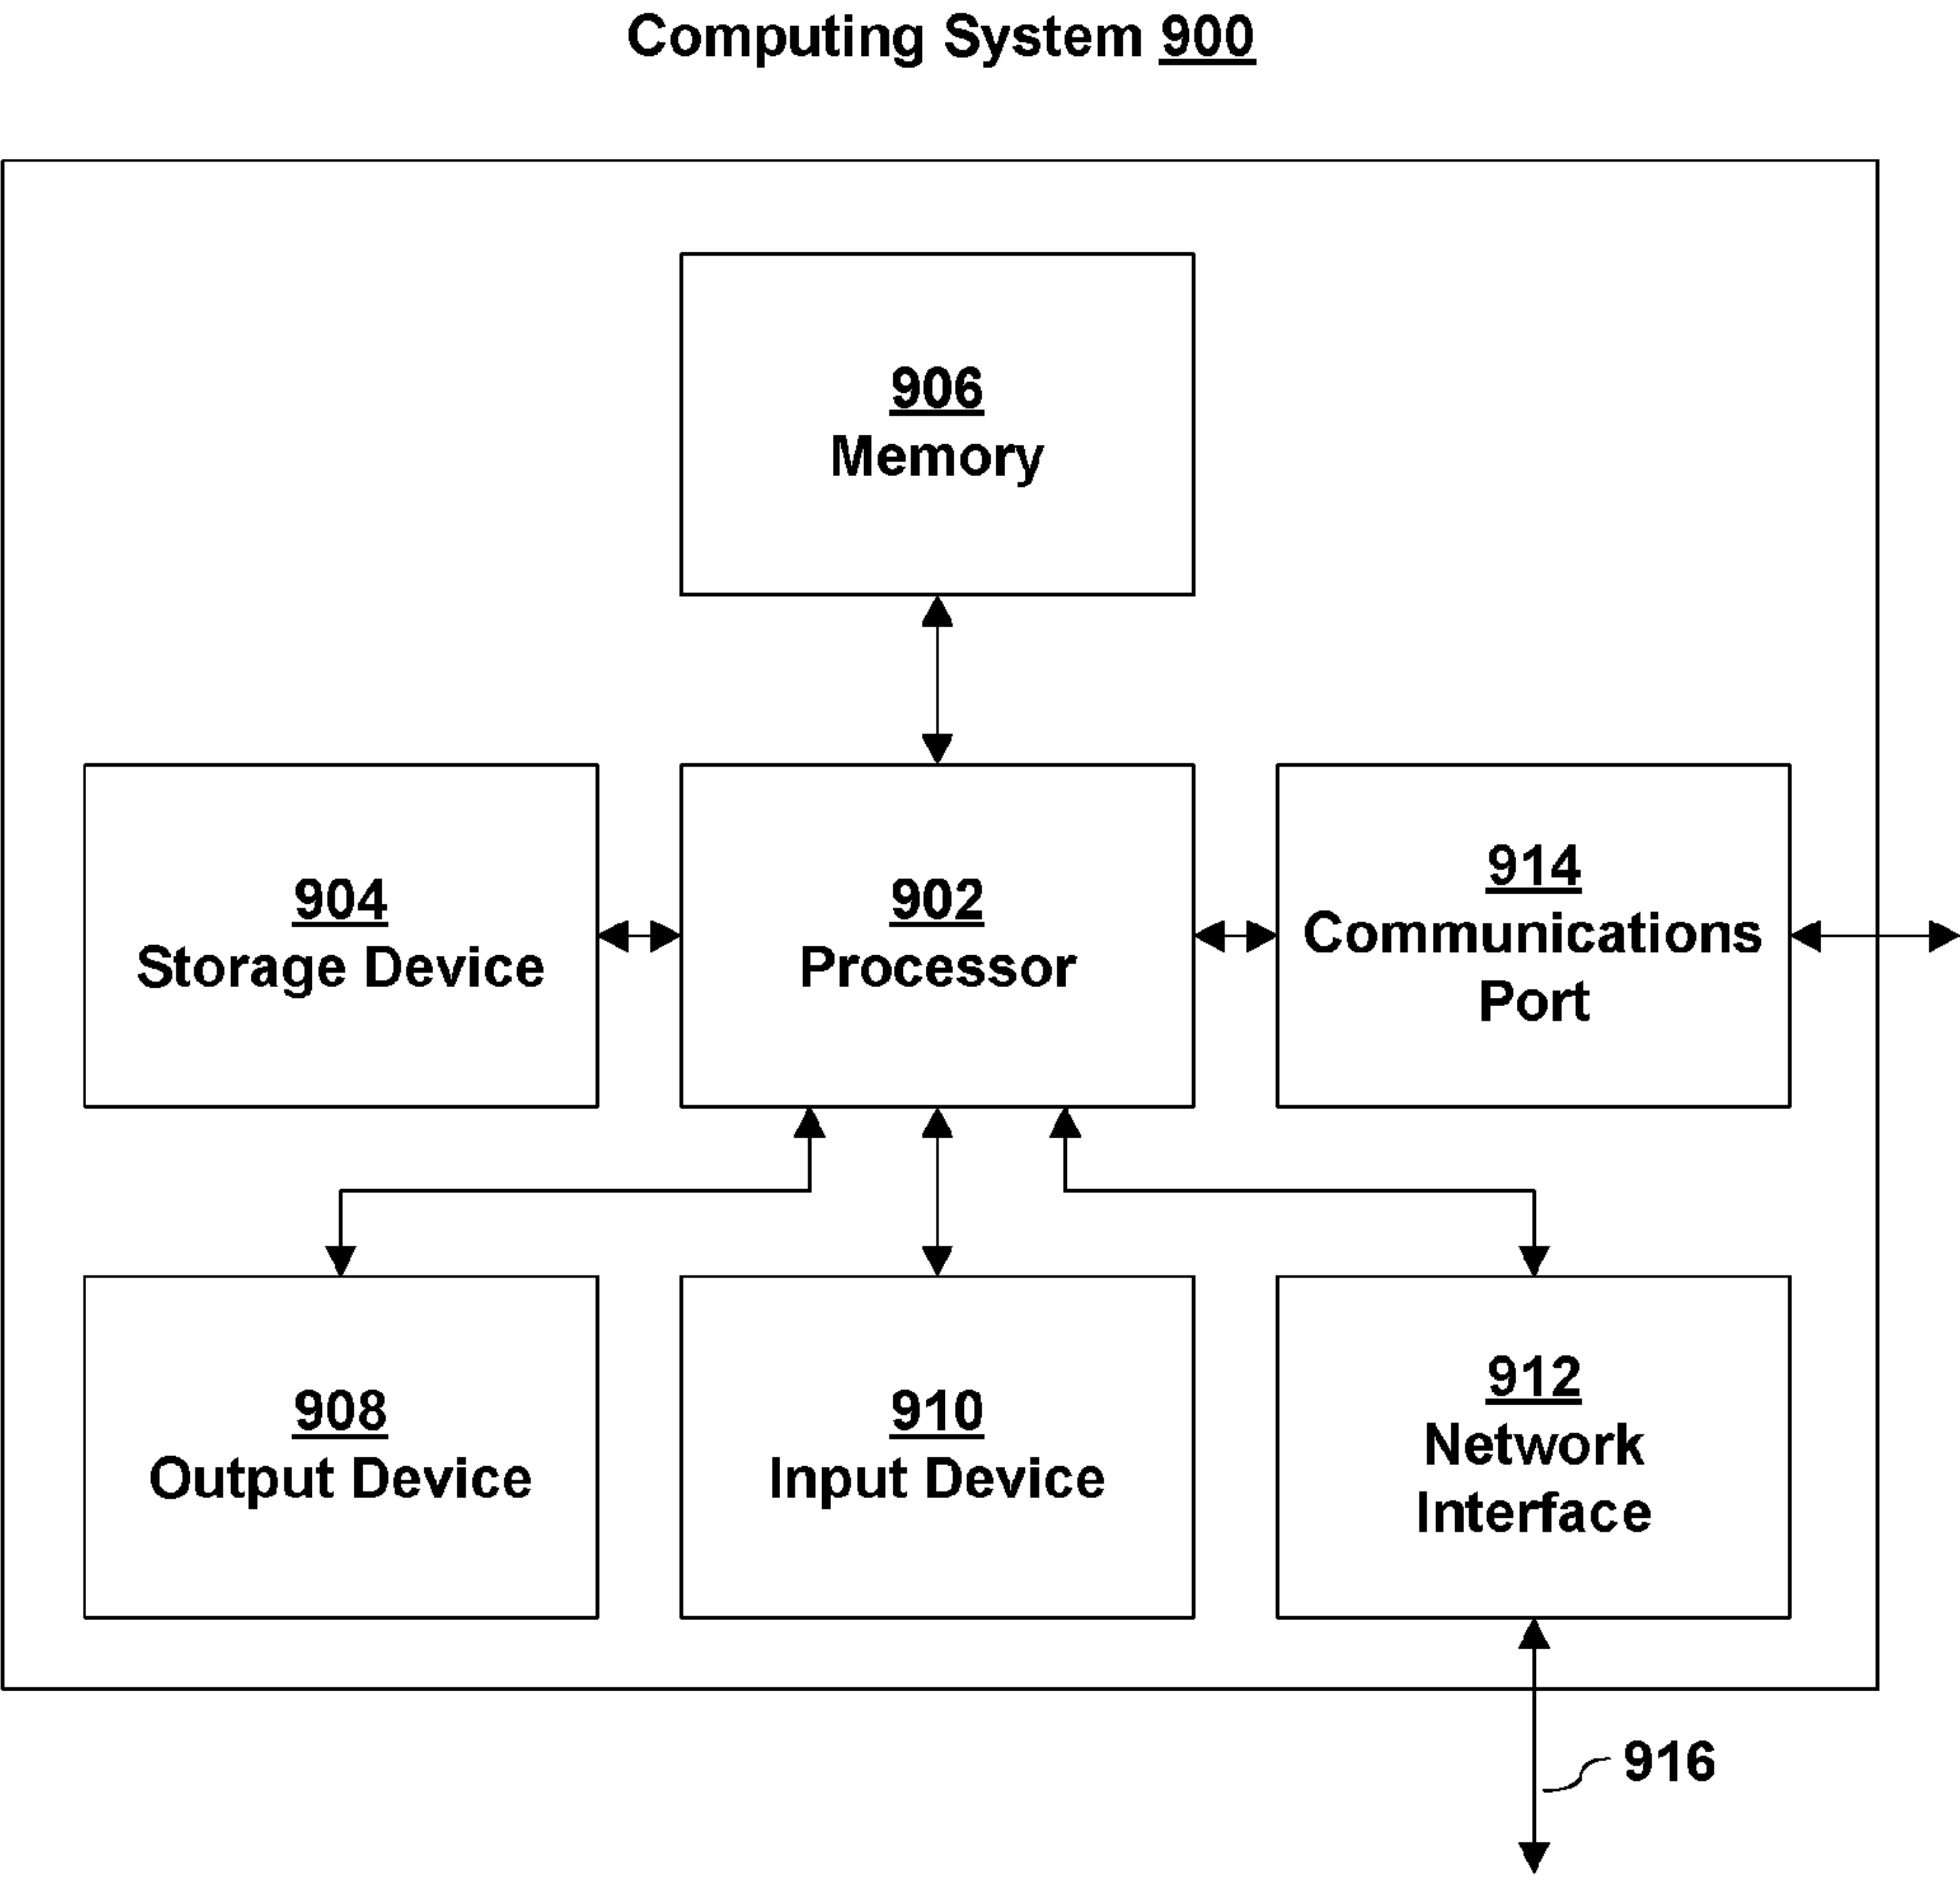 Computing System 900
906
Memory
904
Storage Device
902
Processor
914
Communications
Port
908
Output Device
910
Input Device
912
Network
Interface
916